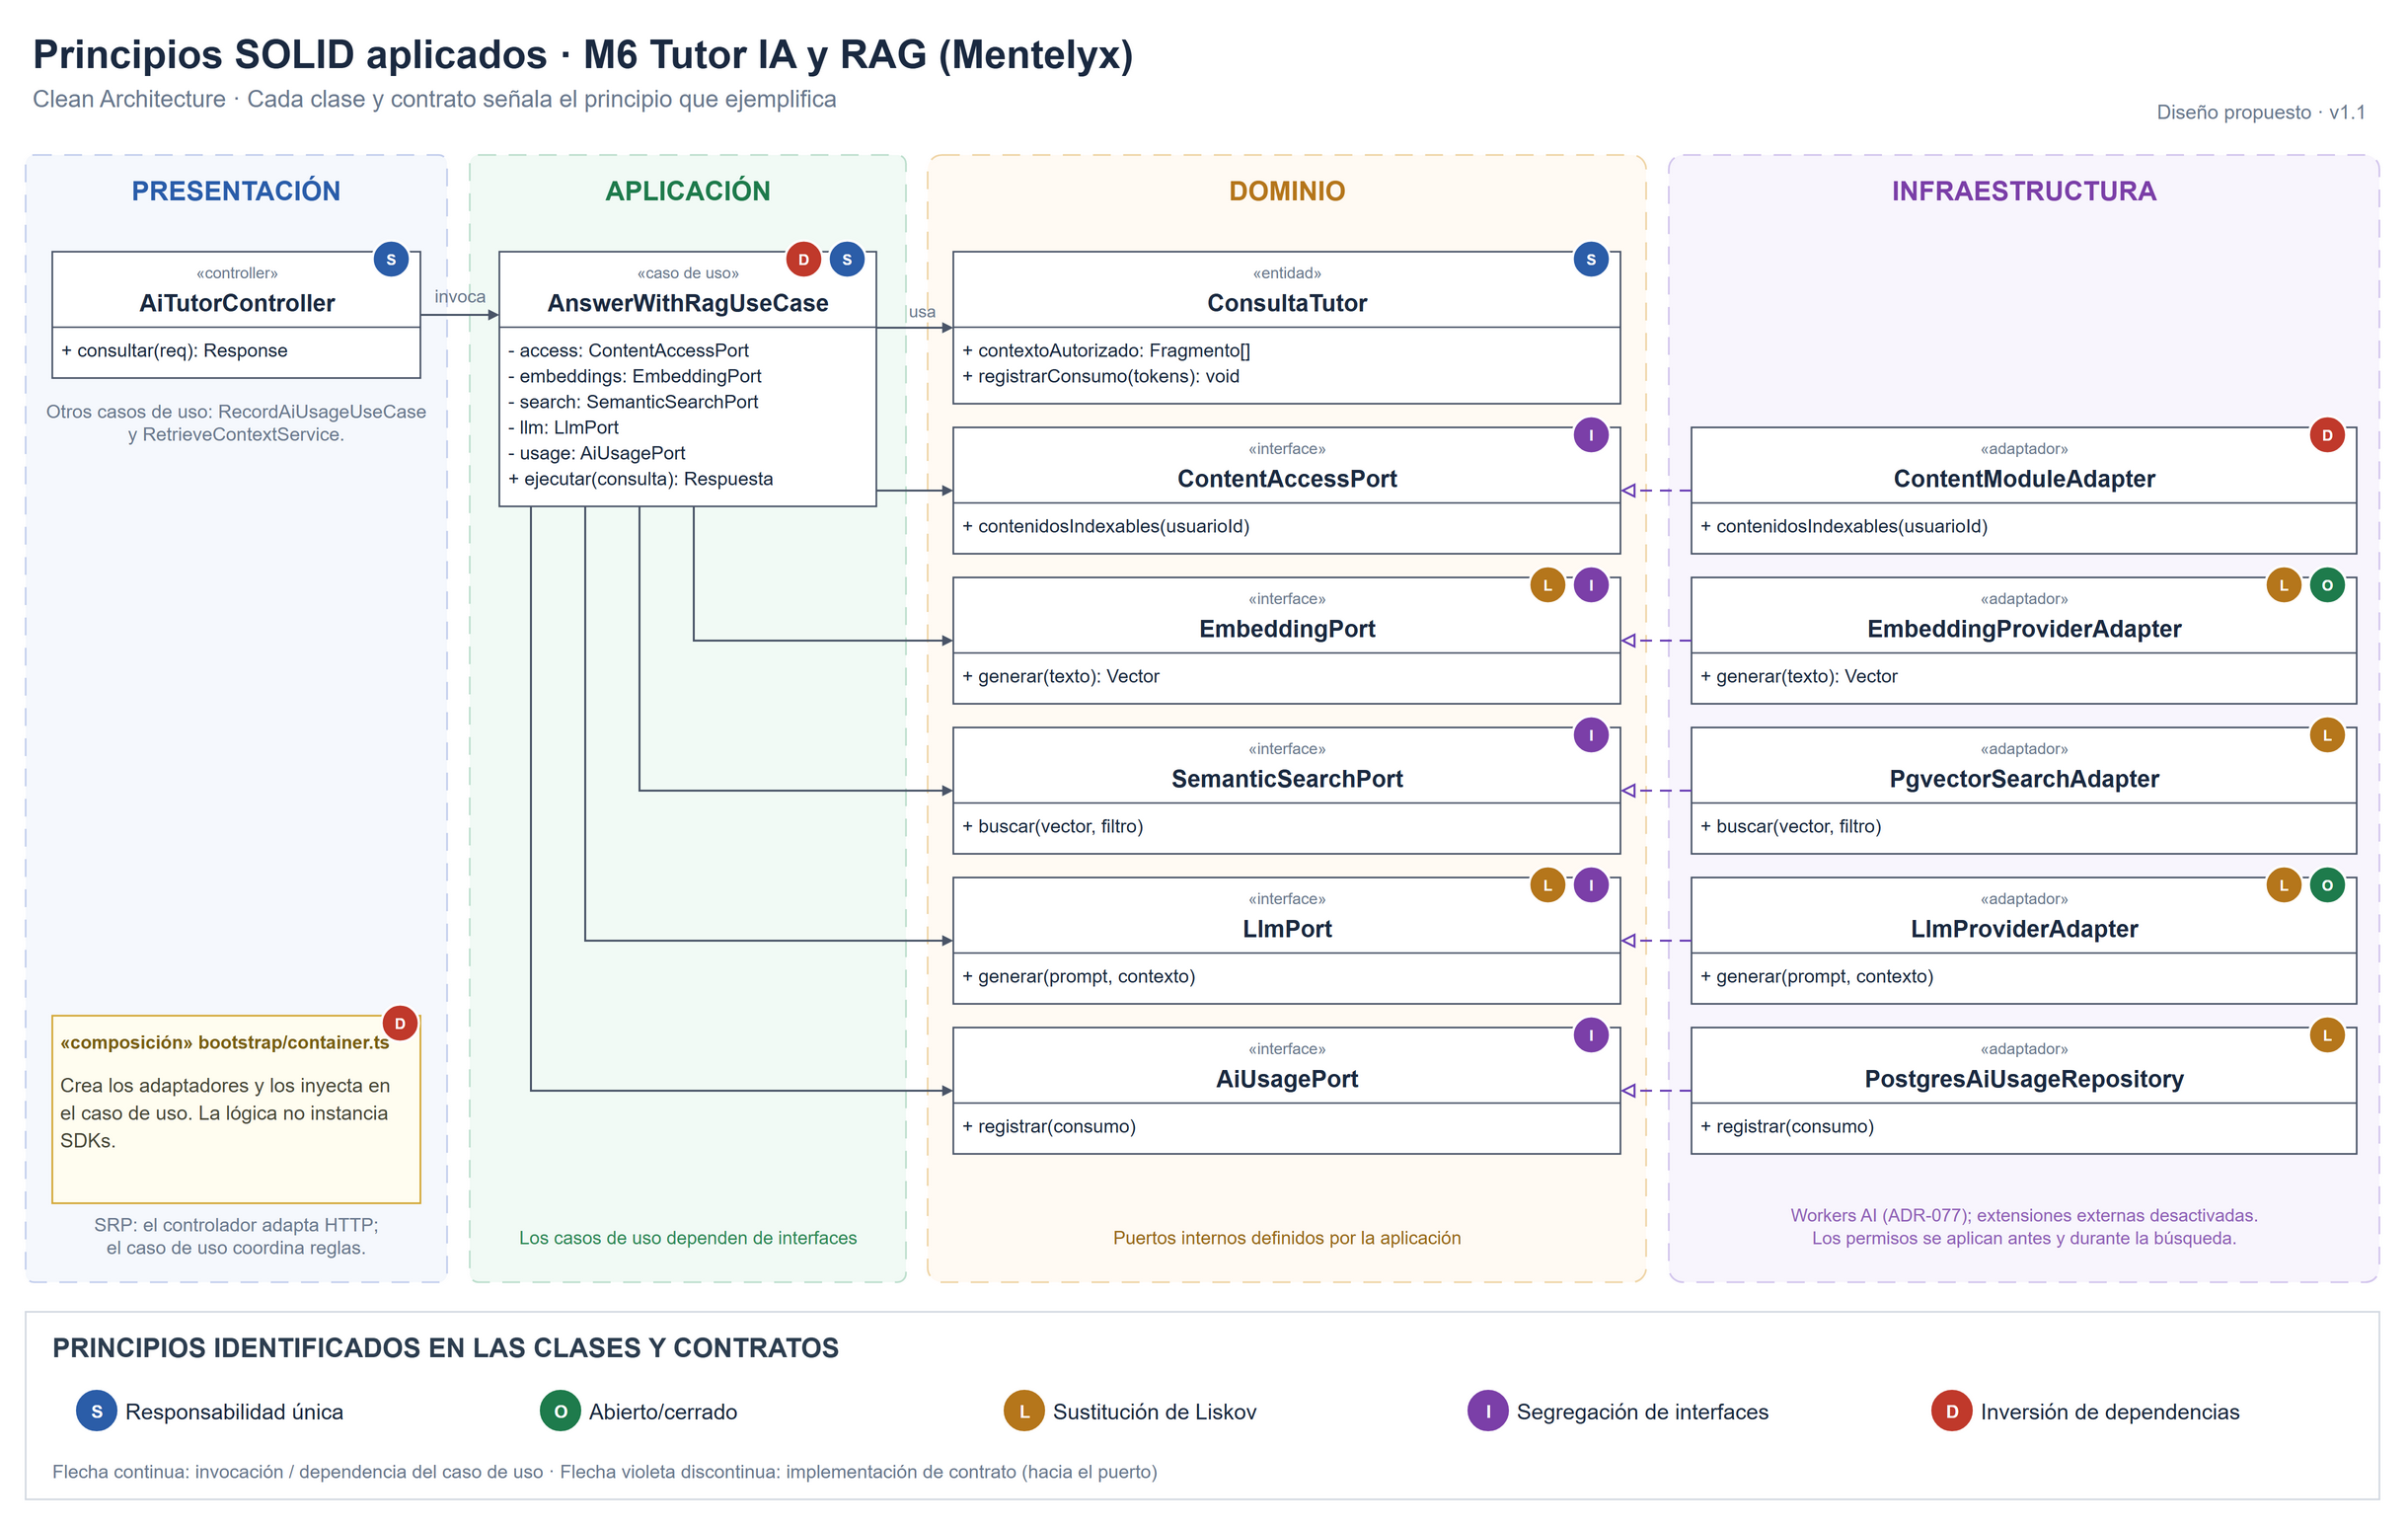 Principios SOLID aplicados · M6 Tutor IA y RAG (Mentelyx)
Clean Architecture · Cada clase y contrato señala el principio que ejemplifica
Diseño propuesto · v1.1
PRESENTACIÓN
S
«controller»
AiTutorController
+ consultar(req): Response
Otros casos de uso: RecordAiUsageUseCase
y RetrieveContextService.
D
«composición» bootstrap/container.ts
Crea los adaptadores y los inyecta en
el caso de uso. La lógica no instancia
SDKs.
SRP: el controlador adapta HTTP;
el caso de uso coordina reglas.
invoca
APLICACIÓN
D S
«caso de uso»
AnswerWithRagUseCase
- access: ContentAccessPort
- embeddings: EmbeddingPort
- search: SemanticSearchPort
- llm: LlmPort
- usage: AiUsagePort
+ ejecutar(consulta): Respuesta
Los casos de uso dependen de interfaces
usa
DOMINIO
S
«entidad»
ConsultaTutor
+ contextoAutorizado: Fragmento[]
+ registrarConsumo(tokens): void
I
«interface»
ContentAccessPort
+ contenidosIndexables(usuarioId)
L I
«interface»
EmbeddingPort
+ generar(texto): Vector
I
«interface»
SemanticSearchPort
+ buscar(vector, filtro)
L I
«interface»
LlmPort
+ generar(prompt, contexto)
I
«interface»
AiUsagePort
+ registrar(consumo)
Puertos internos definidos por la aplicación
INFRAESTRUCTURA
D
«adaptador»
ContentModuleAdapter
+ contenidosIndexables(usuarioId)
L O
«adaptador»
EmbeddingProviderAdapter
+ generar(texto): Vector
L
«adaptador»
PgvectorSearchAdapter
+ buscar(vector, filtro)
L O
«adaptador»
LlmProviderAdapter
+ generar(prompt, contexto)
L
«adaptador»
PostgresAiUsageRepository
+ registrar(consumo)
Workers AI (ADR-077); extensiones externas desactivadas.
Los permisos se aplican antes y durante la búsqueda.
PRINCIPIOS IDENTIFICADOS EN LAS CLASES Y CONTRATOS
S Responsabilidad única
O Abierto/cerrado
L Sustitución de Liskov
I Segregación de interfaces
D Inversión de dependencias
Flecha continua: invocación / dependencia del caso de uso · Flecha violeta discontinua: implementación de contrato (hacia el puerto)